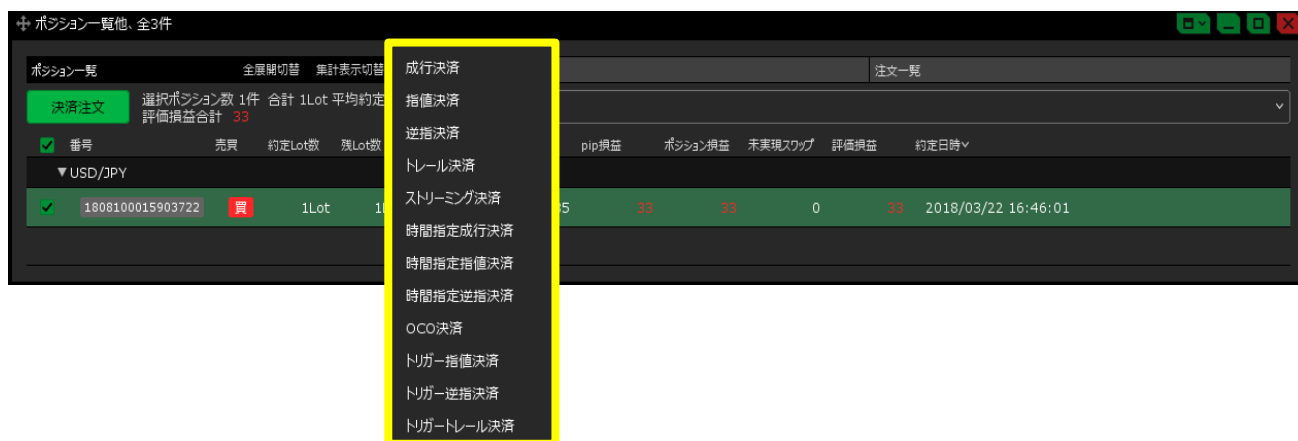 ポジション一覧他、全3件
ポジション一覧 全展開切替 集計表示切替 注文一覧
決済注文 選択ポジション数 1件 合計 1Lot 平均約定
評価損益合計 33
番号 売買 約定Lot数 残Lot数 pip損益 ポジション損益 未実現スワップ 評価損益 約定日時
▼USD/JPY
1808100015903722 買 1Lot 33 33 0 33 2018/03/22 16:46:01
成行決済
指値決済
逆指決済
トレール決済
ストリーミング決済
時間指定成行決済
時間指定指値決済
時間指定逆指決済
OCO決済
トリガー指値決済
トリガー逆指決済
トリガートレール決済